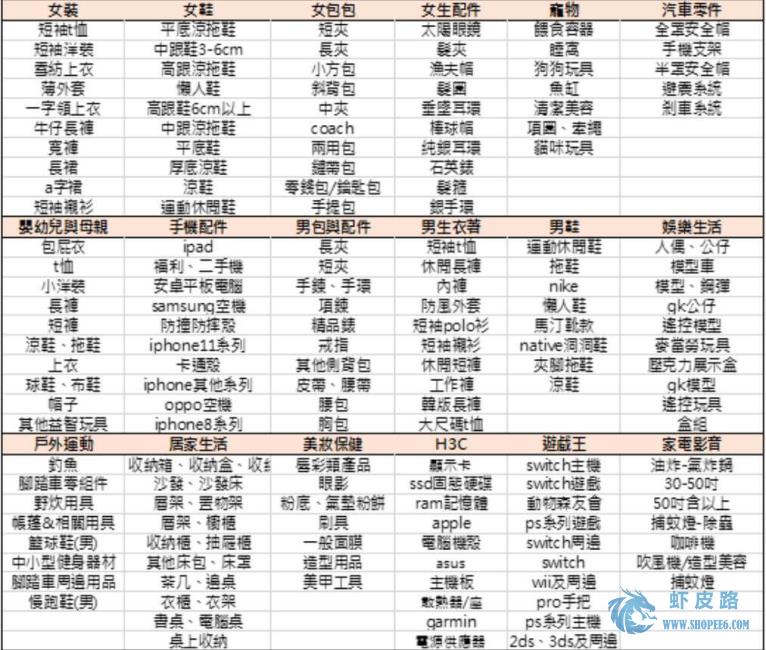 女裝 女鞋 女包包 女生配件 寵物 汽車零件
短袖t恤 平底涼拖鞋 短夾 太陽眼鏡 餵食容器 全罩安全帽
短袖洋裝 中跟鞋3-6cm 長夾 髮夾 睡窩 手機支架
雪紡上衣 高跟涼拖鞋 小方包 漁夫帽 狗狗玩具 半罩安全帽
薄外套 懶人鞋 斜背包 髮圈 魚缸 避震系統
一字領上衣 高跟鞋6cm以上 中夾 垂墜耳環 清潔美容 剎車系統
牛仔長褲 中跟涼拖鞋 coach 棒球帽 項圈、牽繩
寬褲 平底鞋 兩用包 純銀耳環 貓咪玩具
長裙 厚底涼鞋 鏈帶包 石英錶
a字裙 涼鞋 零錢包/鑰匙包 髮箍
短袖襯衫 運動休閒鞋 手提包 銀手環
嬰幼兒與母親 手機配件 男包與配件 男生衣著 男鞋 娛樂生活
包屁衣 ipad 長夾 短袖t恤 運動休閒鞋 人偶、公仔
t恤 福利、二手機 短夾 休閒長褲 拖鞋 模型車
小洋裝 安卓平板電腦 手鍊、手環 內褲 nike 模型、鋼彈
長褲 samsung空機 項鍊 防風外套 懶人鞋 gk公仔
短褲 防撞防摔殼 精品錶 短袖polo衫 馬汀靴款 遙控模型
涼鞋、拖鞋 iphone11系列 戒指 短袖襯衫 native洞洞鞋 麥當勞玩具
上衣 卡通殼 其他側背包 休閒短褲 夾腳拖鞋 壓克力展示盒
球鞋、布鞋 iphone其他系列 皮帶、腰帶 工作褲 涼鞋 gk模型
帽子 oppo空機 腰包 韓版長褲 遙控玩具
其他益智玩具 iphone8系列 胸包 大尺碼t恤 盒組
戶外運動 居家生活 美妝保健 H3C 遊戲王 家電影音
釣魚 收納箱、收納盒、收納 唇彩類產品 顯示卡 switch主機 油炸-氣炸鍋
腳踏車零組件 沙發、沙發床 眼影 ssd固態硬碟 switch遊戲 30-50吋
野炊用具 層架、置物架 粉底、氣墊粉餅 ram記憶體 動物森友會 50吋含以上
帳篷&相關用具 層架、櫥櫃 刷具 apple ps系列遊戲 捕蚊燈-除蟲
籃球鞋(男) 收納櫃、抽屜櫃 一般面膜 電腦機殼 switch周邊 咖啡機
中小型健身器材 其他床包、床罩 造型用品 asus switch 吹風機/造型美容
腳踏車周邊用品 茶几、邊桌 美甲工具 主機板 wii及周邊 捕蚊燈
慢跑鞋(男) 衣櫃、衣架 散熱器/座 pro手把
書桌、電腦桌 garmin ps系列主機
桌上收納 電源供應器 2ds、3ds及周邊
虾皮路
WWW.SHOPEE6.COM